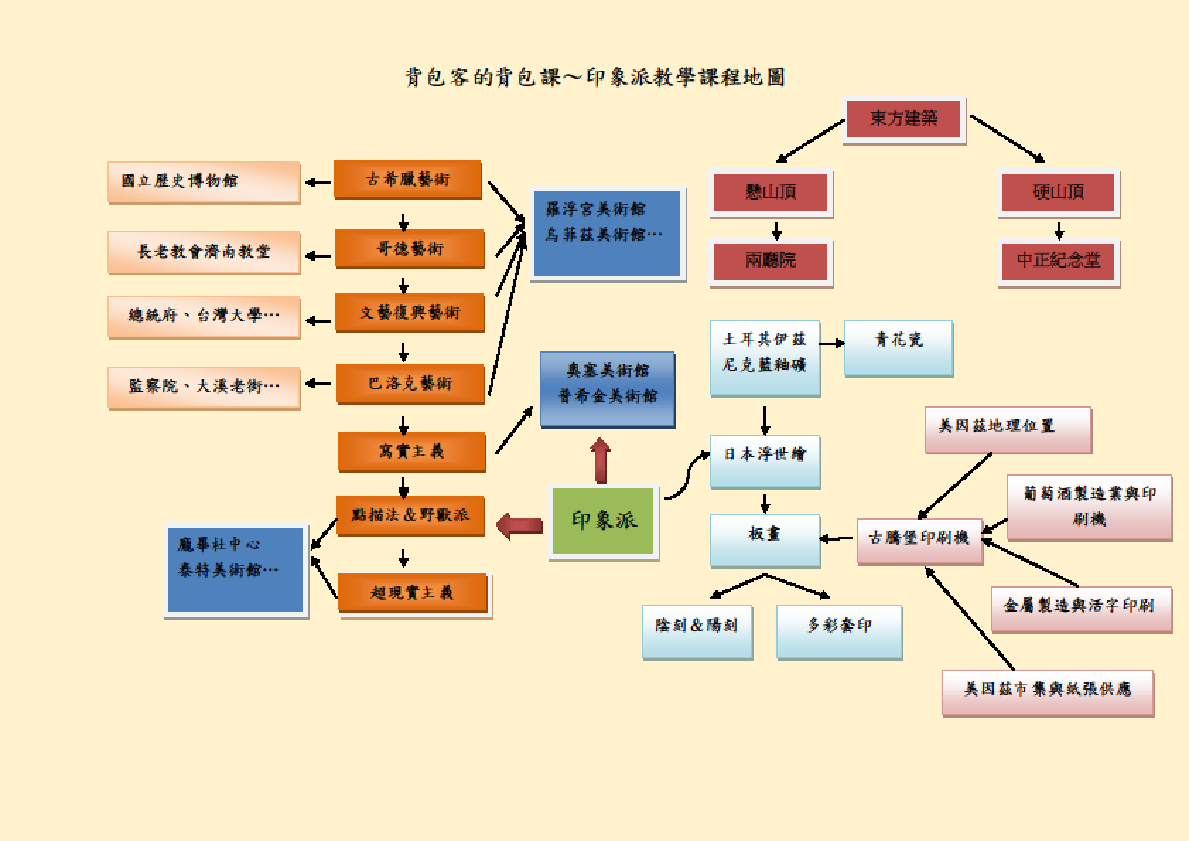 背包客的背包課～印象派教學課程地圖
東方建築
懸山頂
硬山頂
兩廳院
中正紀念堂
國立歷史博物館
古希臘藝術
羅浮宮美術館
烏菲茲美術館…
長老教會濟南教堂
哥德藝術
總統府、台灣大學…
文藝復興藝術
監察院、大溪老街…
巴洛克藝術
寫實主義
奧塞美術館
普希金美術館
點描法＆野獸派
印象派
龐畢杜中心
泰特美術館…
超現實主義
土耳其伊茲
尼克藍釉礦
青花瓷
日本浮世繪
板畫
陰刻＆陽刻
多彩套印
美因茲地理位置
葡萄酒製造業與印
刷機
古騰堡印刷機
金屬製造與活字印刷
美因茲市集與紙張供應